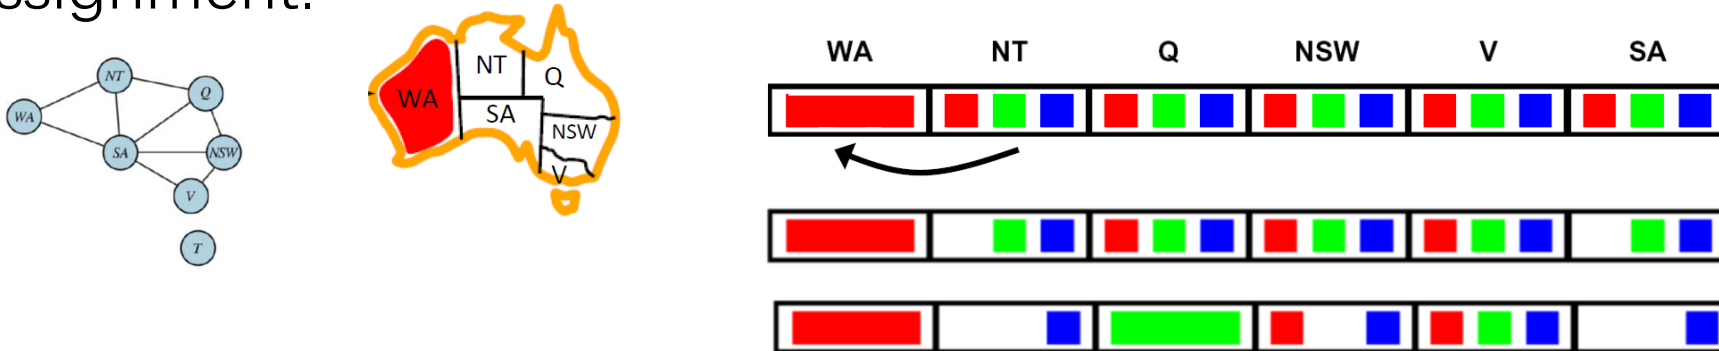 ssignment.
NT
Q
WA
SA
NSW
V
T
NT
Q
WA
SA
NSW
V
WA NT Q NSW V SA